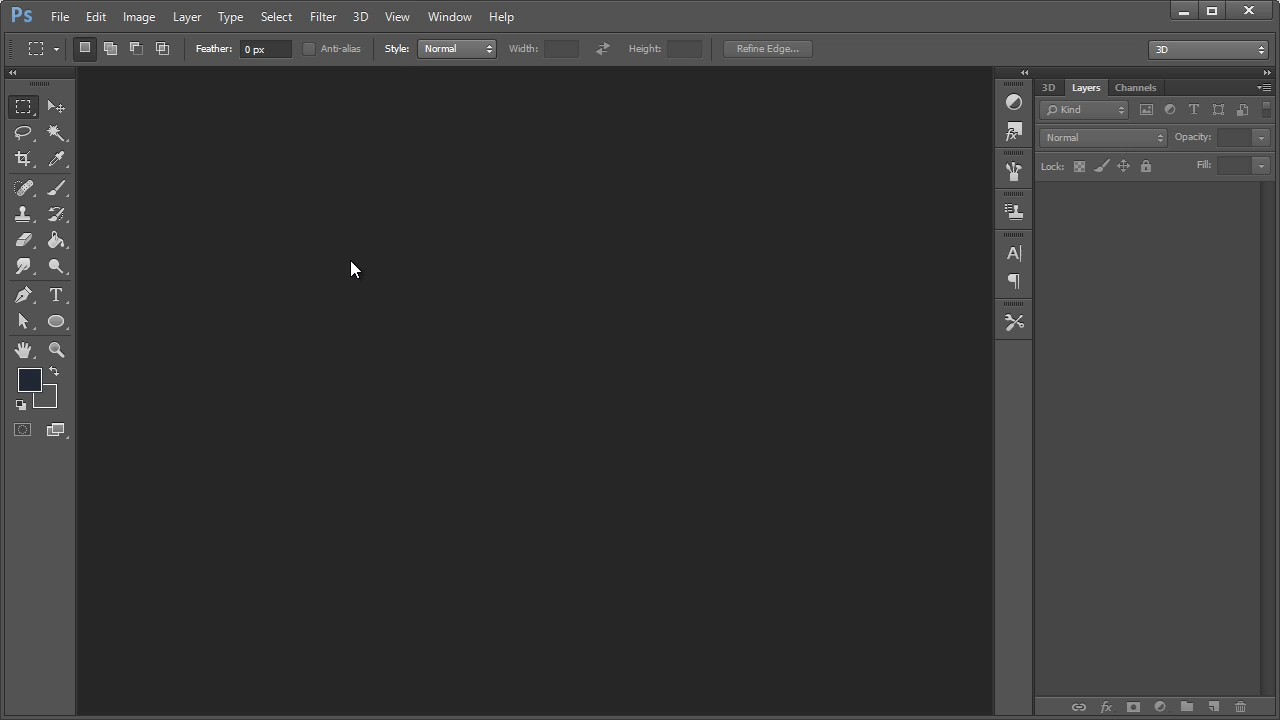 Ps File Edit Image Layer Type Select Filter 3D View Window Help
Feather: 0 px Anti-alias Style: Normal Width: Height: Refine Edge... 3D
3D Layers Channels
Kind
Normal Opacity:
Lock: Fill: